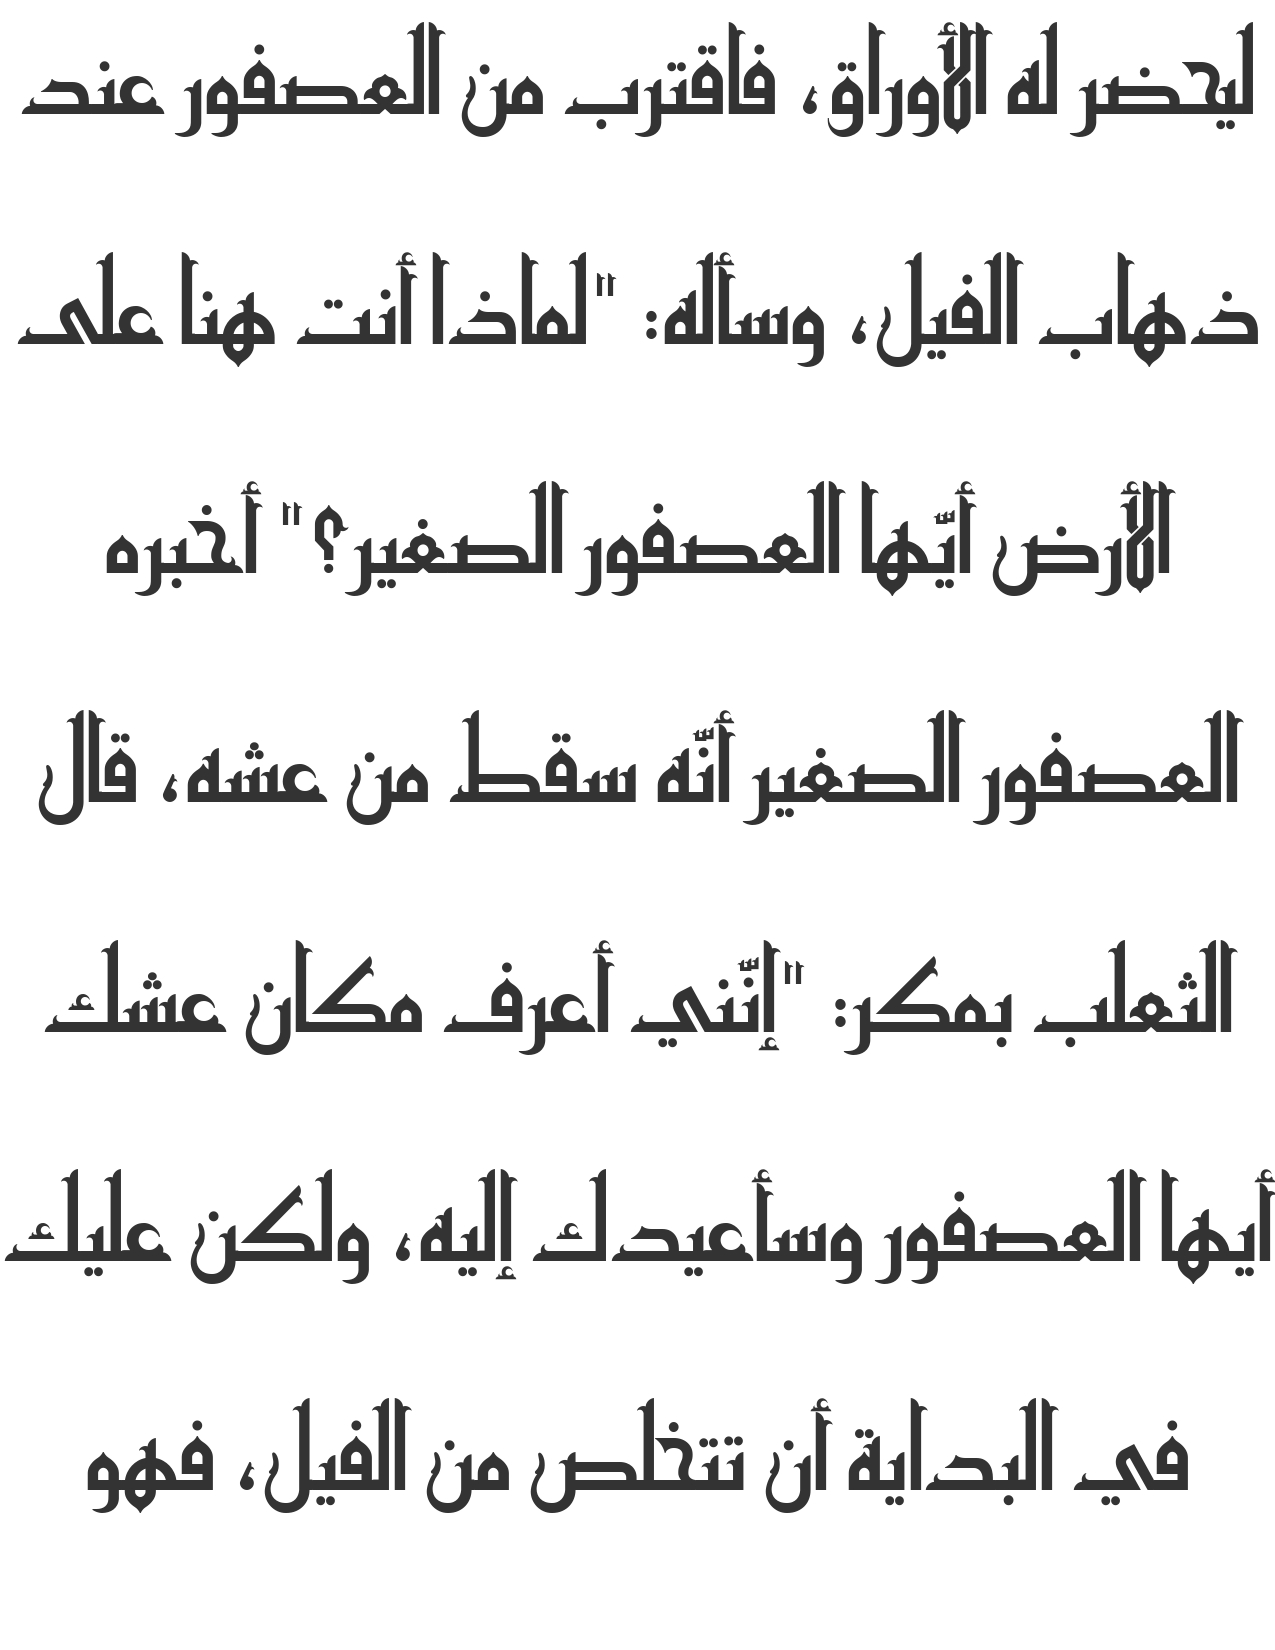 ليحضر له الأوراق، فاقترب من العصفور عند
ذهاب الفيل، وسأله: "لماذا أنت هنا على
الأرض أيّها العصفور الصغير؟" أخبره
العصفور الصغير أنّه سقط من عشه، قال
الثعلب بمكر: "إنّني أعرف مكان عشك
أيها العصفور وسأعيدك إليه، ولكن عليك
في البداية أن تتخلص من الفيل، فهو